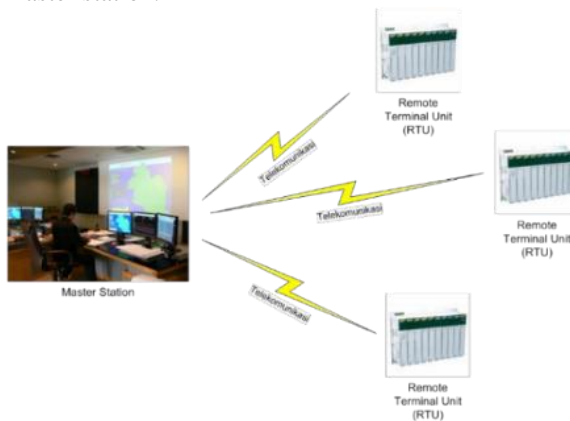 Remote
Terminal Unit
(RTU)
Telekomunikasi
Remote
Terminal Unit
(RTU)
Telekomunikasi
Master Station
Telekomunikasi
Remote
Terminal Unit
(RTU)